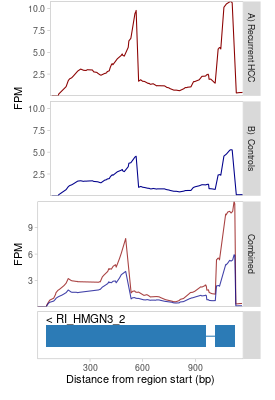 10.0
7.5
5.0
2.5
FPM
A) Recurrent HCC
10.0
7.5
5.0
2.5
B): Controls
9
6
3
FPM
Combined
< RI_HMGN3_2
300
600
900
Distance from region start (bp)